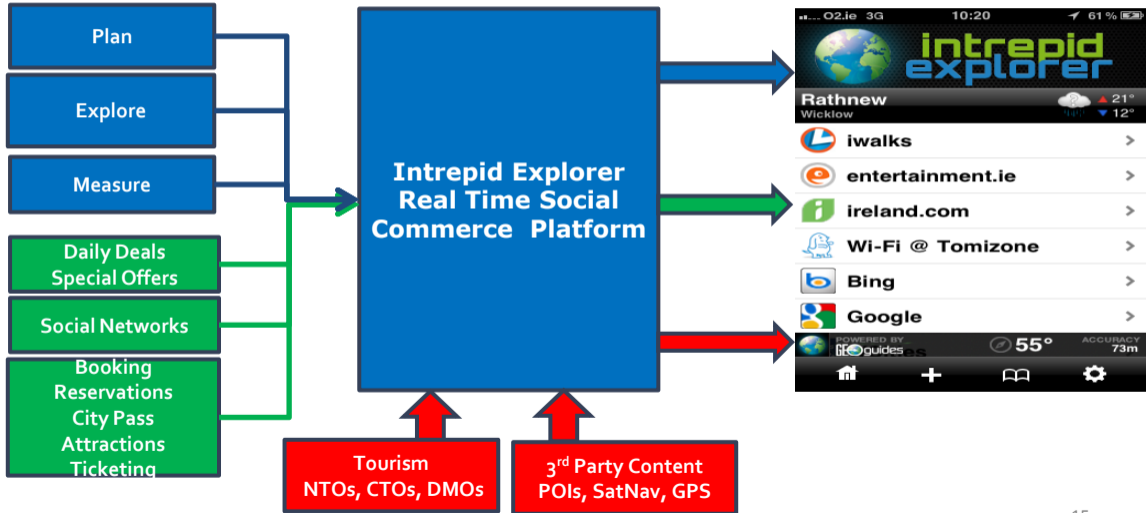 Plan
Explore
Measure
Daily Deals
Special Offers
Social Networks
Booking
Reservations
City Pass
Attractions
Ticketing
Intrepid Explorer
Real Time Social
Commerce Platform
Tourism
NTOs, CTOs, DMOs
3rd Party Content
POIs, SatNav, GPS
O2.ie 3G 10:20 61%
intrepid
explorer
Rathnew 21°
Wicklow 12°
iwalks >
entertainment.ie >
ireland.com >
Wi-Fi @ Tomizone >
Bing >
Google >
POWERED BY 55° ACCURACY
GEOguides 73m
15